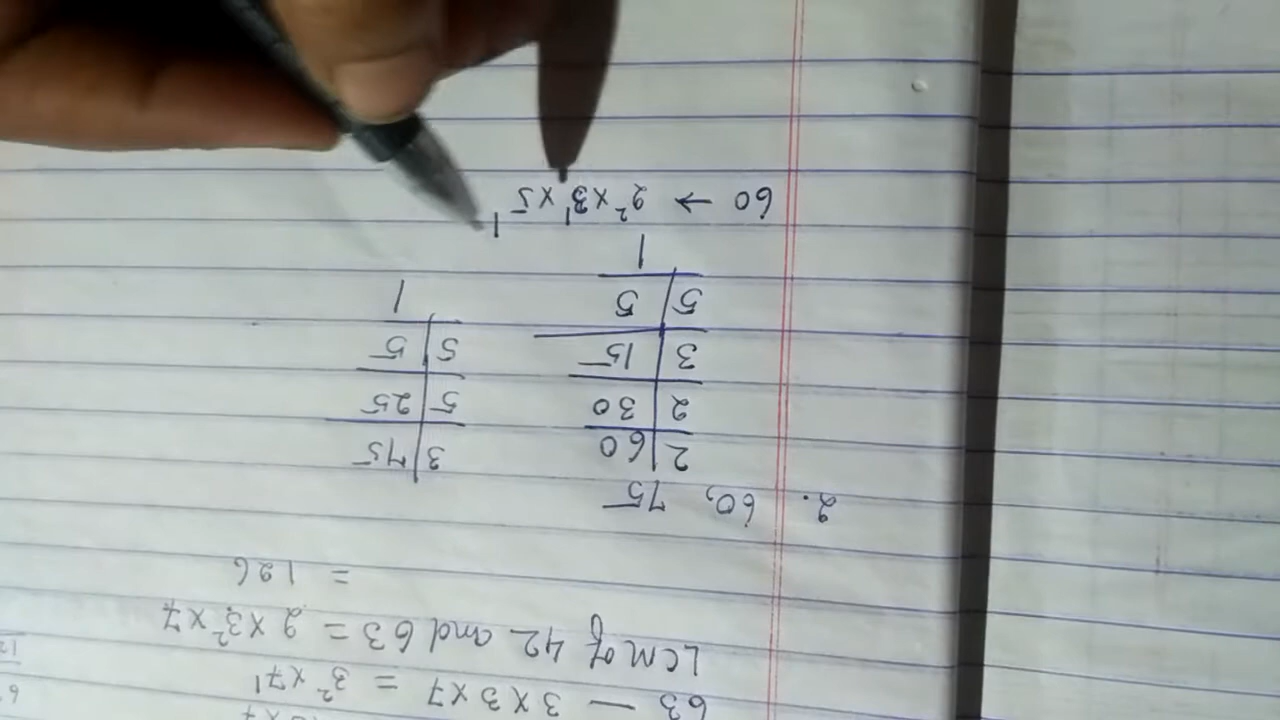 63 — 3 x 3 x 7 = 3² x 7¹
LCM of 42 and 63 = 2 x 3² x 7
= 126
2. 60, 75
2 | 60
2 | 30
3 | 15
5 | 5
1
3 | 75
5 | 25
5 | 5
1
60 → 2² x 3¹ x 5¹